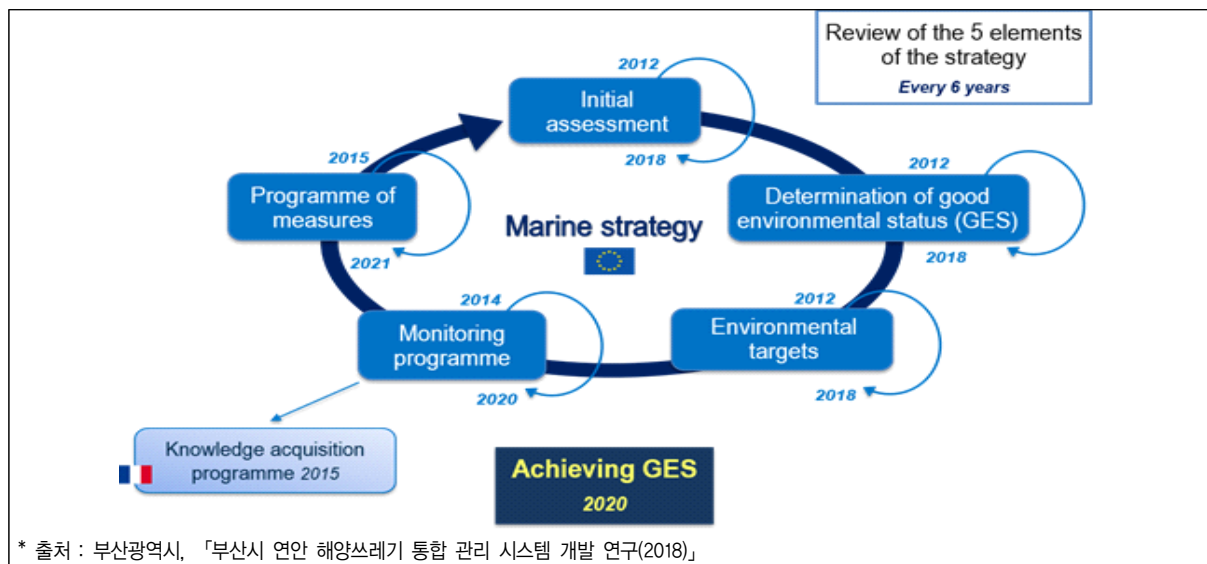 Review of the 5 elements
of the strategy
Every 6 years
2012
Initial
assessment
2018
2012
Determination of good
environmental status (GES)
2018
2012
Environmental
targets
2018
2014
Monitoring
programme
2020
2015
Programme of
measures
2021
Marine strategy
Knowledge acquisition
programme 2015
Achieving GES
2020
* 출처 : 부산광역시, 「부산시 연안 해양쓰레기 통합 관리 시스템 개발 연구(2018)」